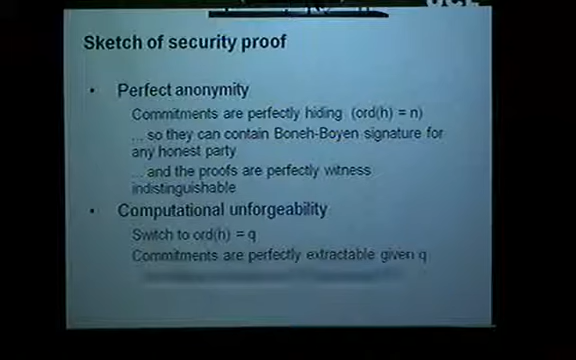 UCL
Sketch of security proof
• Perfect anonymity
Commitments are perfectly hiding (ord(h) = n)
... so they can contain Boneh-Boyen signature for
any honest party
... and the proofs are perfectly witness
indistinguishable
• Computational unforgeability
Switch to ord(h) = q
Commitments are perfectly extractable given q